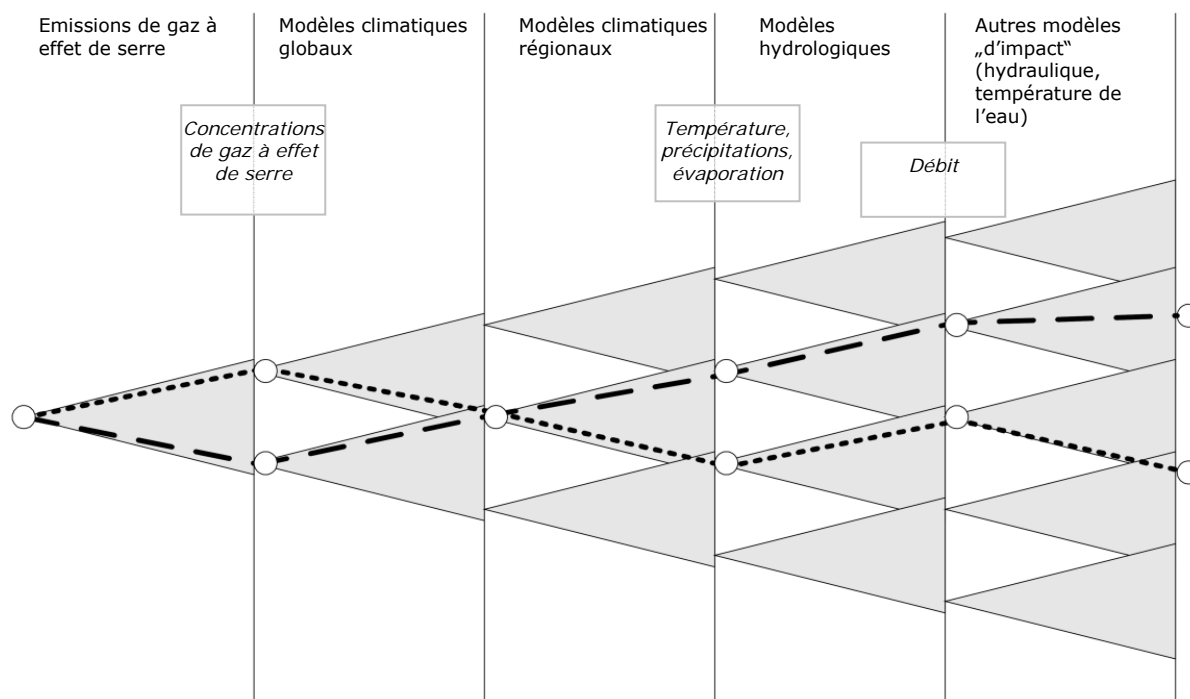 Emissions de gaz à
effet de serre
Modèles climatiques
globaux
Modèles climatiques
régionaux
Modèles
hydrologiques
Autres modèles
„d'impact“
(hydraulique,
température de
l'eau)
Concentrations
de gaz à effet
de serre
Température,
précipitations,
évaporation
Débit